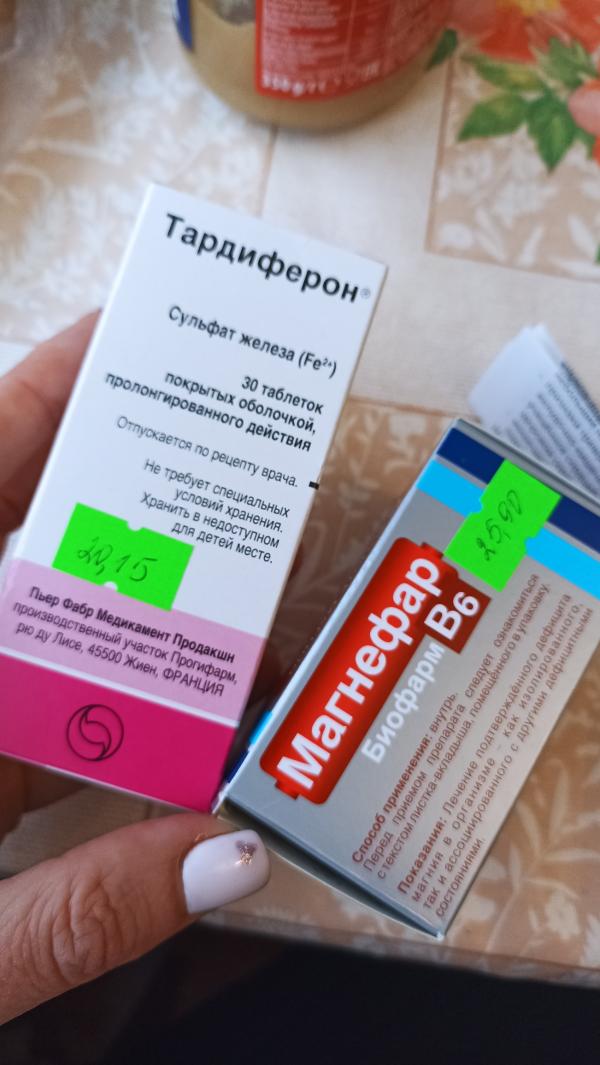 Тардиферон®
Сульфат железа (Fe²⁺)
30 таблеток
покрытых оболочкой,
пролонгированного действия
Отпускается по рецепту врача.
Не требует специальных
условий хранения.
Хранить в недоступном
для детей месте.
20,15
Пьер Фабр Медикамент Продакшн
производственный участок Прогифарм,
рю ду Лисе, 45500 Жиен, ФРАНЦИЯ
25,90
Магнефар
B6
Биофарм
Способ применения: внутрь.
Перед приемом препарата следует ознакомиться
с текстом листка-вкладыша, помещённого в упаковку.
Показания: Лечение подтверждённого дефицита
магния в организме – как изолированного,
так и ассоциированного с другими дефицитными
состояниями.